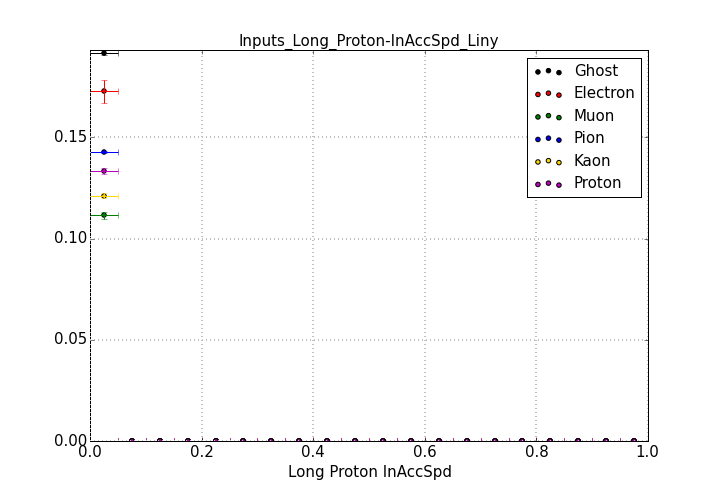 Inputs_Long_Proton-InAccSpd_Liny
Ghost
Electron
Muon
Pion
Kaon
Proton
0.15
0.10
0.05
0.00
0.0 0.2 0.4 0.6 0.8 1.0
Long Proton InAccSpd